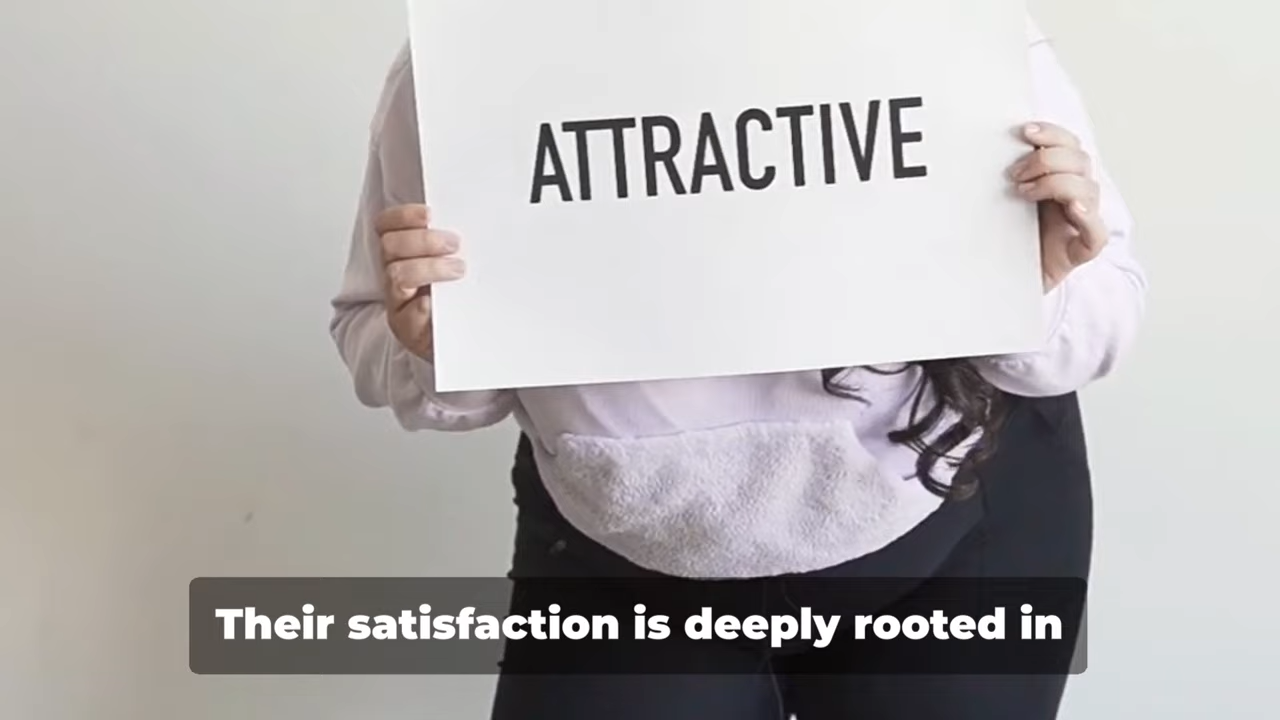 ATTRACTIVE
Their satisfaction is deeply rooted in